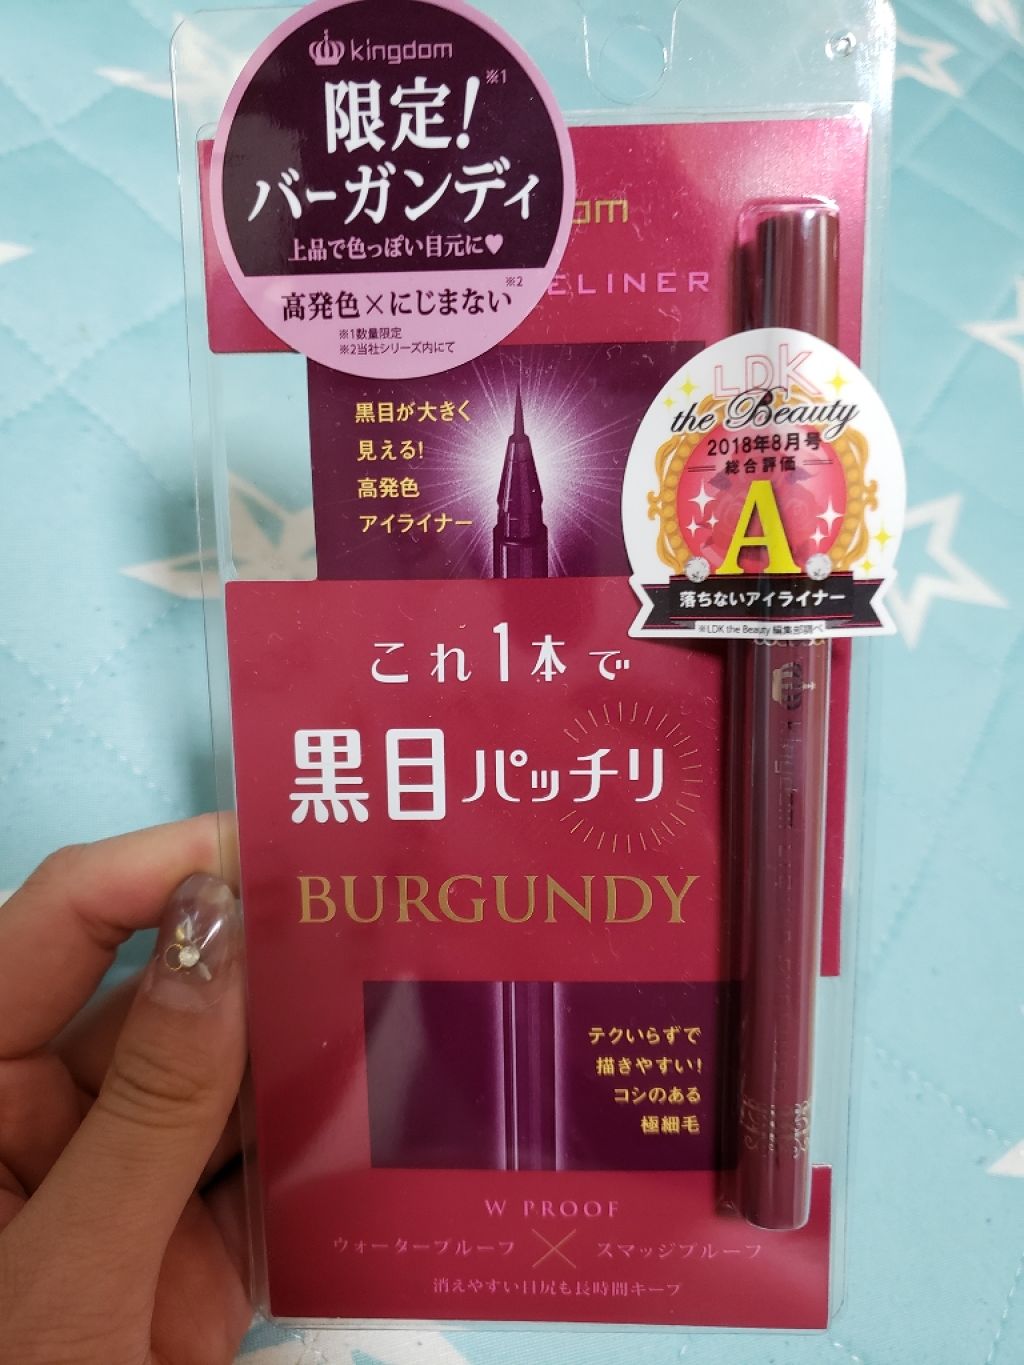 kingdom
限定!※1
バーガンディ
上品で色っぽい目元に♥
高発色×にじまない※2
※1数量限定
※2当社シリーズ内にて
om
ELINER
黒目が大きく
見える!
高発色
アイライナー
LDK
the Beauty
2018年8月号
総合評価
A
落ちないアイライナー
※LDK the Beauty 編集部調べ
これ1本で
黒目パッチリ
BURGUNDY
テクいらずで
描きやすい!
コシのある
極細毛
W PROOF
ウォータープルーフ × スマッジプルーフ
消えやすい目尻も長時間キープ